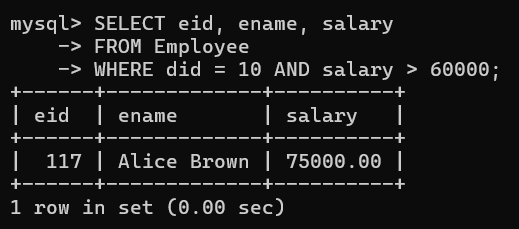 mysql> SELECT eid, ename, salary
    -> FROM Employee
    -> WHERE did = 10 AND salary > 60000;
+------+-------------+----------+
| eid  | ename       | salary   |
+------+-------------+----------+
|  117 | Alice Brown | 75000.00 |
+------+-------------+----------+
1 row in set (0.00 sec)